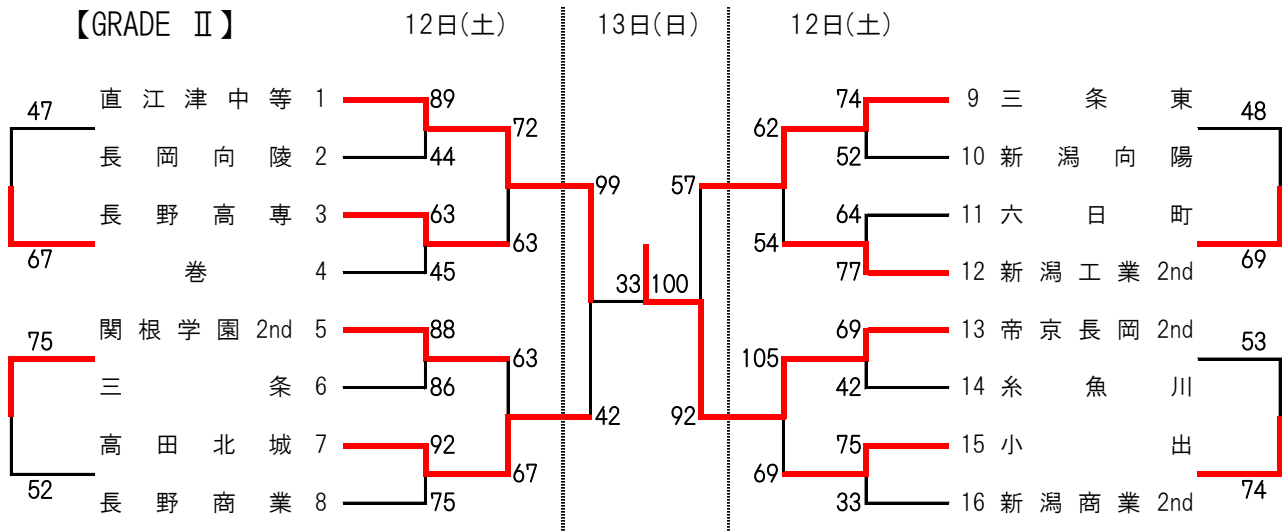 【GRADE Ⅱ】 12日(土) 13日(日) 12日(土)
47 直江津中等 1 89 72 62 74 9 三条東 48
長岡向陵 2 44 52 10 新潟向陽
99 57
長野高専 3 63 64 11 六日町
67 巻 4 45 63 54 77 12 新潟工業 2nd 69
33 100
75 関根学園 2nd 5 88 63 105 69 13 帝京長岡 2nd 53
三条 6 86 42 14 糸魚川
42 92
高田北城 7 92 75 15 小出
52 長野商業 8 75 67 69 33 16 新潟商業 2nd 74